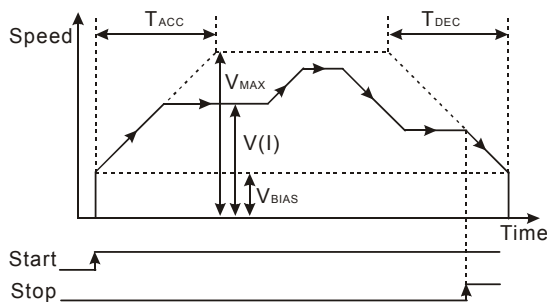 TACC
TDEC
Speed
VMAX
V(I)
VBIAS
Time
Start
Stop